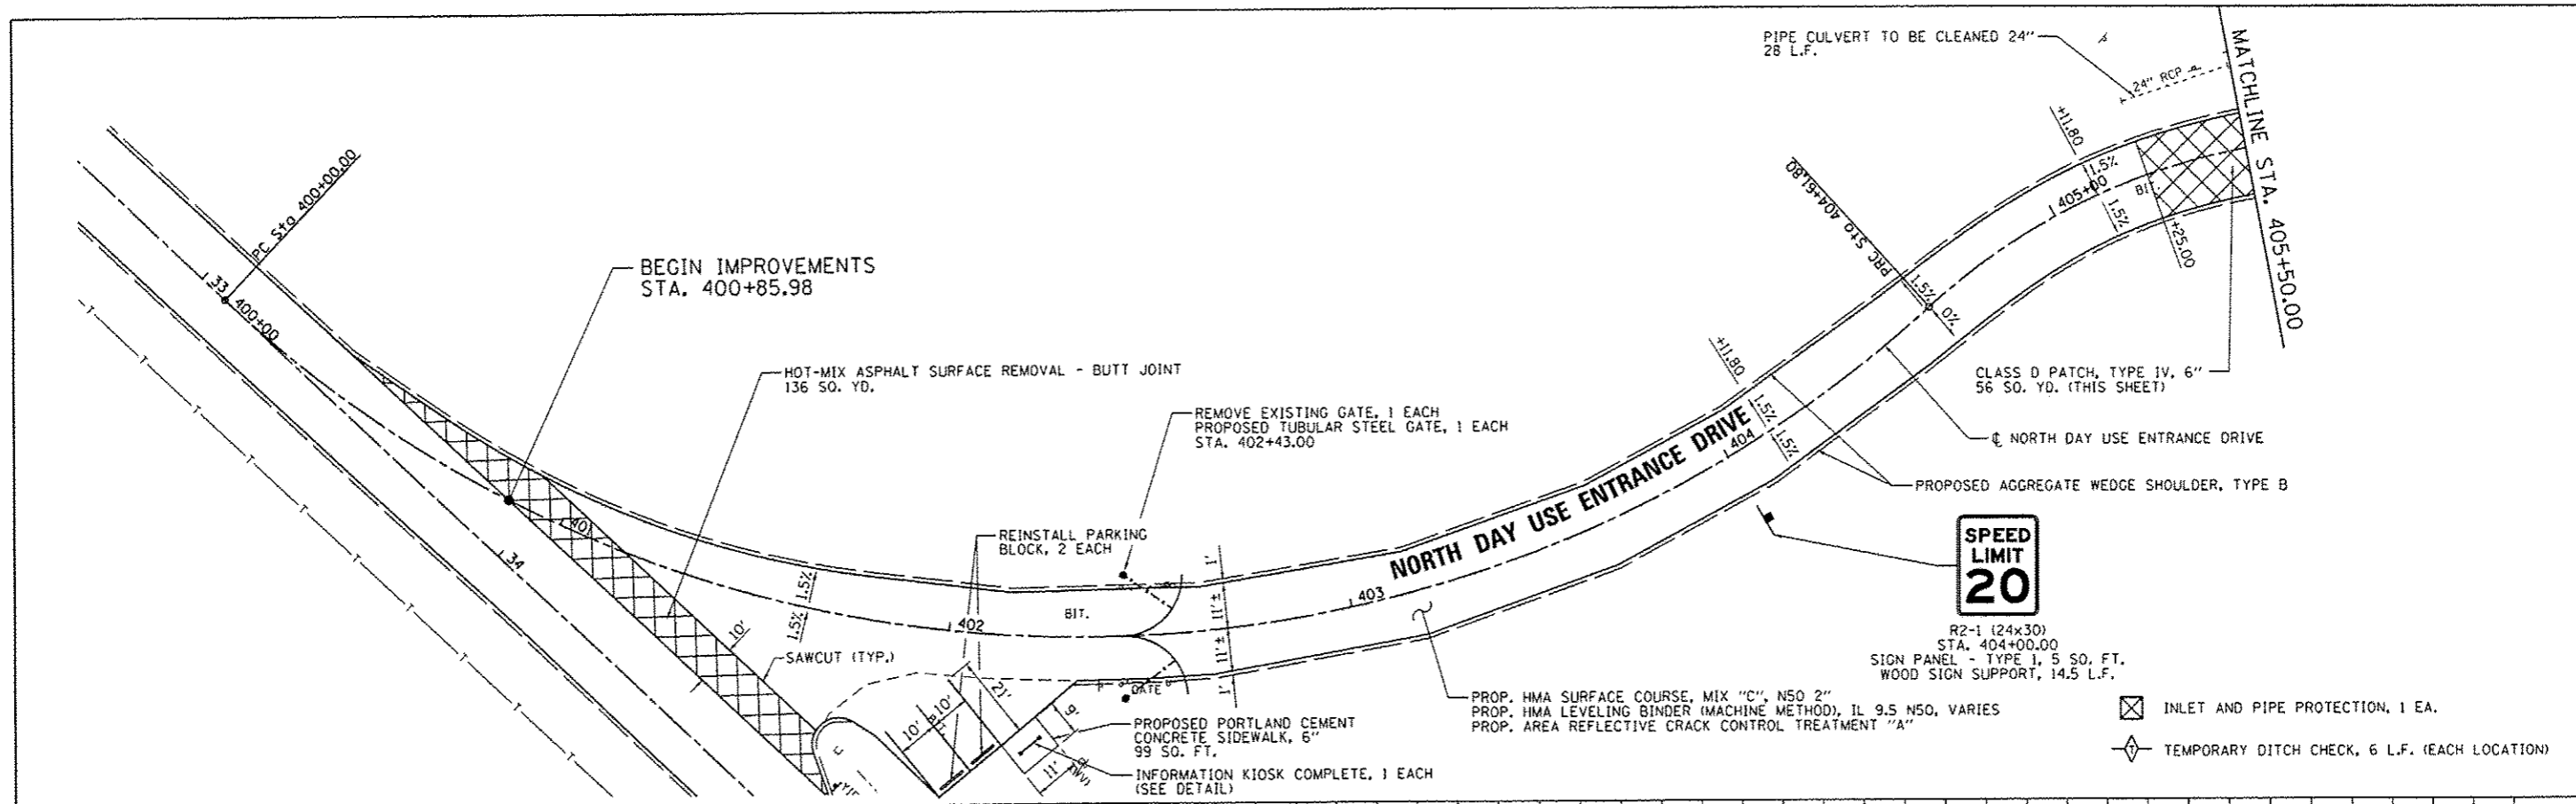 PIPE CULVERT TO BE CLEANED 24"
28 L.F.
24" RCP
MATCHLINE STA. 405+50.00
+11.80
1.5%
405+00
1.5%
+25.00
PC Sta 400+00.00
33
400+00
BEGIN IMPROVEMENTS
STA. 400+85.98
PRC Sta 404+61.80
1.5%
0%
HOT-MIX ASPHALT SURFACE REMOVAL - BUTT JOINT
136 SQ. YD.
REMOVE EXISTING GATE, 1 EACH
PROPOSED TUBULAR STEEL GATE, 1 EACH
STA. 402+43.00
+11.80
1.5%
1.5%
404
CLASS D PATCH, TYPE IV, 6"
56 SQ. YD. (THIS SHEET)
℄ NORTH DAY USE ENTRANCE DRIVE
PROPOSED AGGREGATE WEDGE SHOULDER, TYPE B
NORTH DAY USE ENTRANCE DRIVE
401
34
REINSTALL PARKING
BLOCK, 2 EACH
SPEED
LIMIT
20
R2-1 (24x30)
STA. 404+00.00
SIGN PANEL - TYPE 1, 5 SQ. FT.
WOOD SIGN SUPPORT, 14.5 L.F.
1.5%
1.5%
BIT.
402
403
1'
11'±
11'±
1'
10'
SAWCUT (TYP.)
GATE
21'
10'
10'
9'
11'
PROPOSED PORTLAND CEMENT
CONCRETE SIDEWALK, 6"
99 SQ. FT.
INFORMATION KIOSK COMPLETE, 1 EACH
(SEE DETAIL)
PROP. HMA SURFACE COURSE, MIX "C", N50 2"
PROP. HMA LEVELING BINDER (MACHINE METHOD), IL 9.5 N50, VARIES
PROP. AREA REFLECTIVE CRACK CONTROL TREATMENT "A"
INLET AND PIPE PROTECTION, 1 EA.
TEMPORARY DITCH CHECK, 6 L.F. (EACH LOCATION)